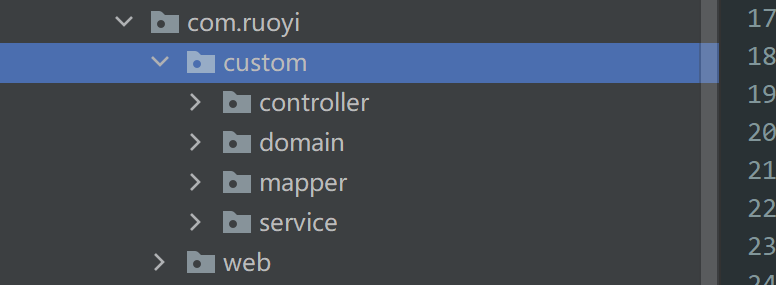 com.ruoyi
custom
controller
domain
mapper
service
web
17
18
19
20
21
22
23